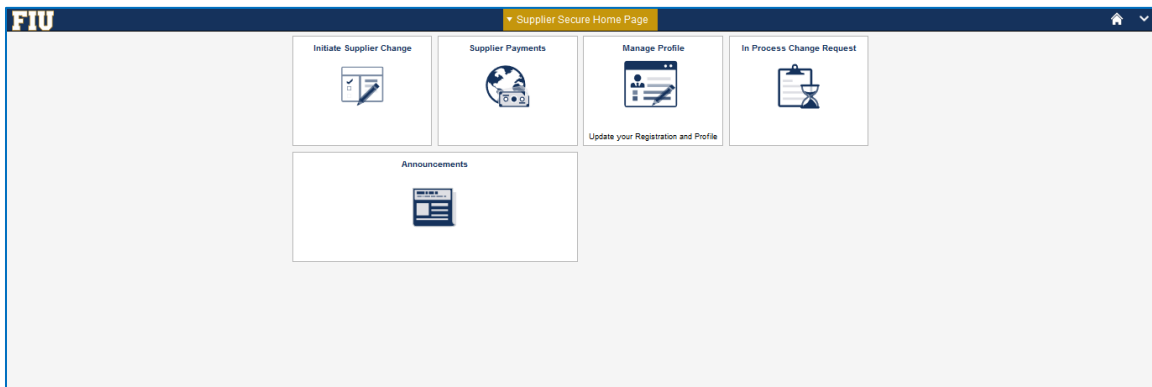 FIU
Supplier Secure Home Page
Initiate Supplier Change
Supplier Payments
Manage Profile
In Process Change Request
Update your Registration and Profile
Announcements